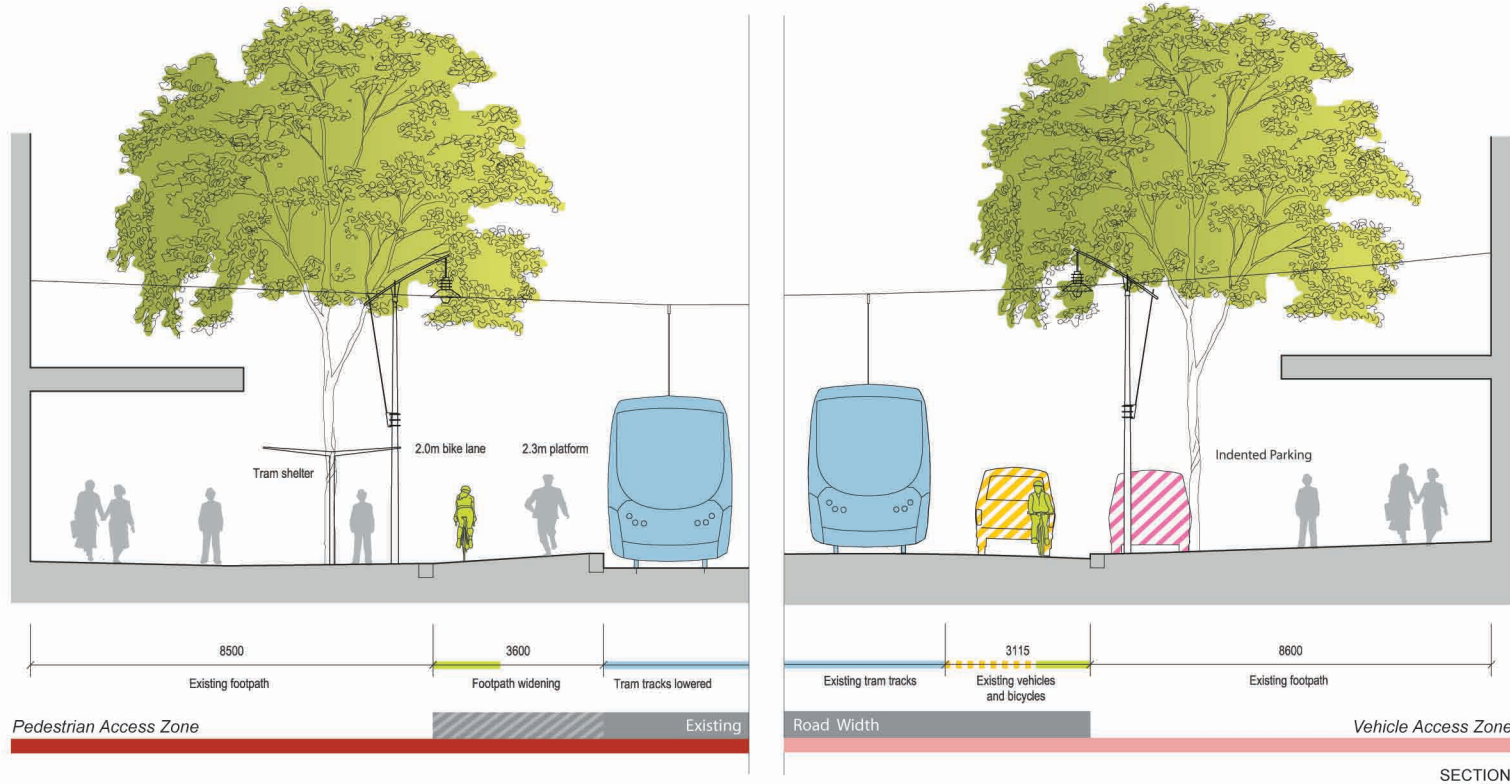 Tram shelter
2.0m bike lane
2.3m platform
Indented Parking
8500
3600
3115
8600
Existing footpath
Footpath widening
Tram tracks lowered
Existing tram tracks
Existing vehicles
and bicycles
Existing footpath
Pedestrian Access Zone
Existing
Road Width
Vehicle Access Zone
SECTION